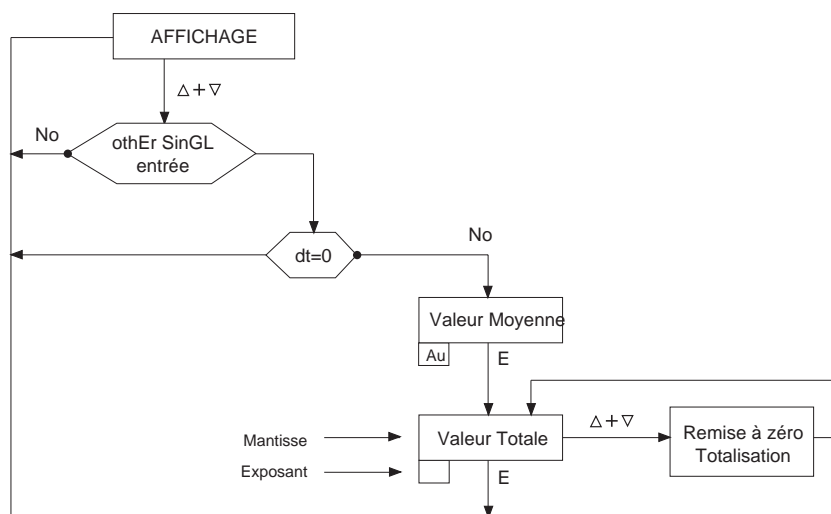 AFFICHAGE
△+▽
No
othEr SinGL
entrée
No
dt=0
Valeur Moyenne
Au
E
Mantisse
Valeur Totale
△+▽
Remise à zéro
Totalisation
Exposant
E